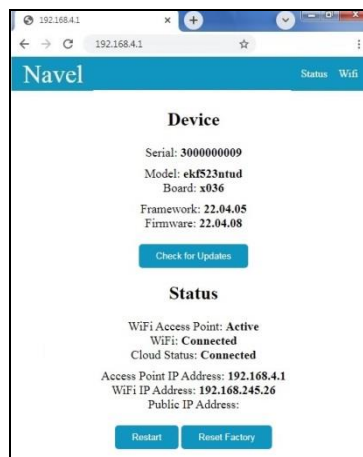 192.168.4.1
192.168.4.1
Navel
Status Wifi
Device
Serial: 3000000009
Model: ekf523ntud
Board: x036
Framework: 22.04.05
Firmware: 22.04.08
Check for Updates
Status
WiFi Access Point: Active
WiFi: Connected
Cloud Status: Connected
Access Point IP Address: 192.168.4.1
WiFi IP Address: 192.168.245.26
Public IP Address:
Restart Reset Factory